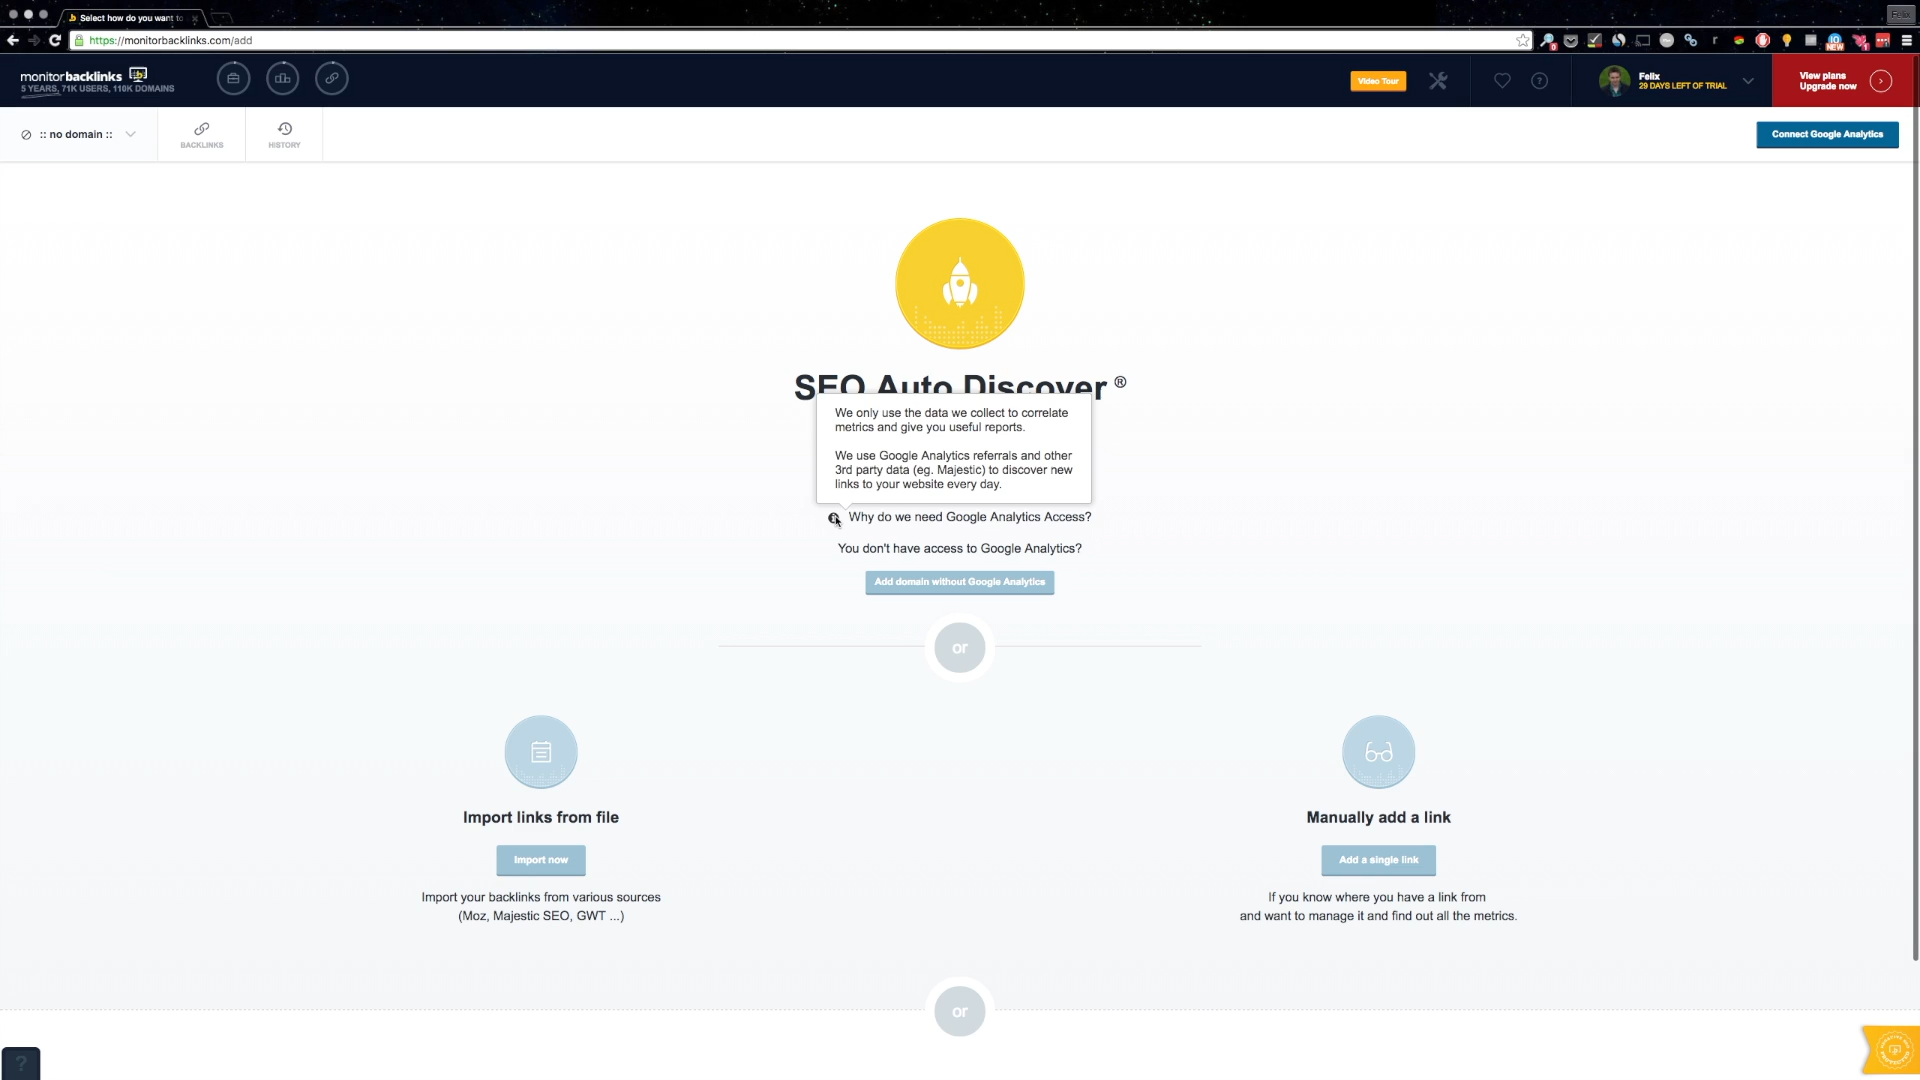 Select how do you want to
Felix
https://monitorbacklinks.com/add
monitorbacklinks
5 YEARS, 71K USERS, 110K DOMAINS
Video Tour
Felix
29 DAYS LEFT OF TRIAL
View plans
Upgrade now
:: no domain ::
BACKLINKS
HISTORY
Connect Google Analytics
SEO Auto Discover ®
We only use the data we collect to correlate
metrics and give you useful reports.
We use Google Analytics referrals and other
3rd party data (eg. Majestic) to discover new
links to your website every day.
Why do we need Google Analytics Access?
You don't have access to Google Analytics?
Add domain without Google Analytics
or
Import links from file
Import now
Import your backlinks from various sources
(Moz, Majestic SEO, GWT ...)
Manually add a link
Add a single link
If you know where you have a link from
and want to manage it and find out all the metrics.
or
?